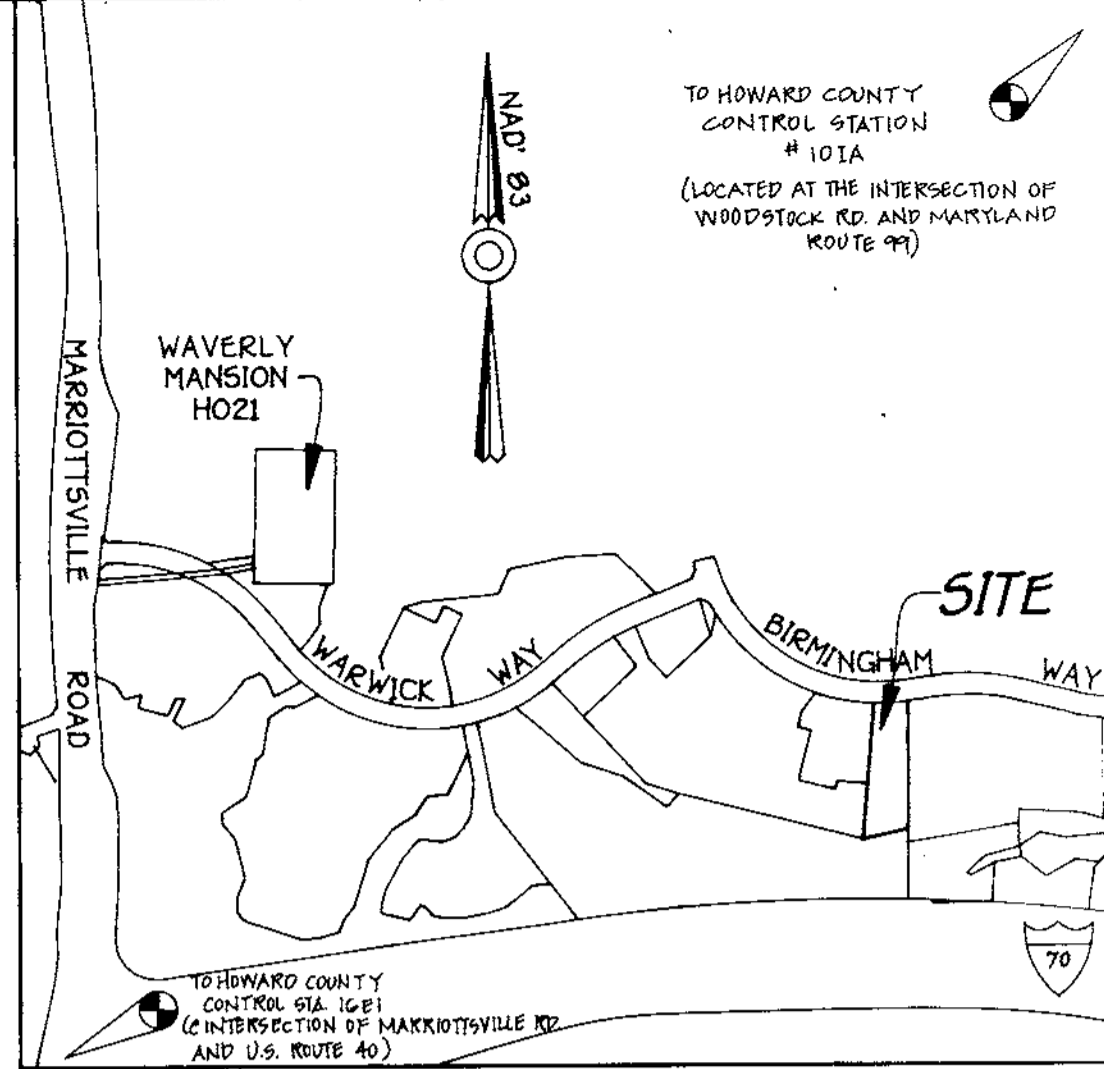 TO HOWARD COUNTY
CONTROL STATION
# 101A
(LOCATED AT THE INTERSECTION OF
WOODSTOCK RD. AND MARYLAND
ROUTE 99)
NAD' 83
WAVERLY
MANSION
HO21
MARRIOTTSVILLE ROAD
SITE
WARWICK WAY
BIRMINGHAM WAY
70
TO HOWARD COUNTY
CONTROL STA. 16E1
(@ INTERSECTION OF MARRIOTTSVILLE RD.
AND U.S. ROUTE 40)